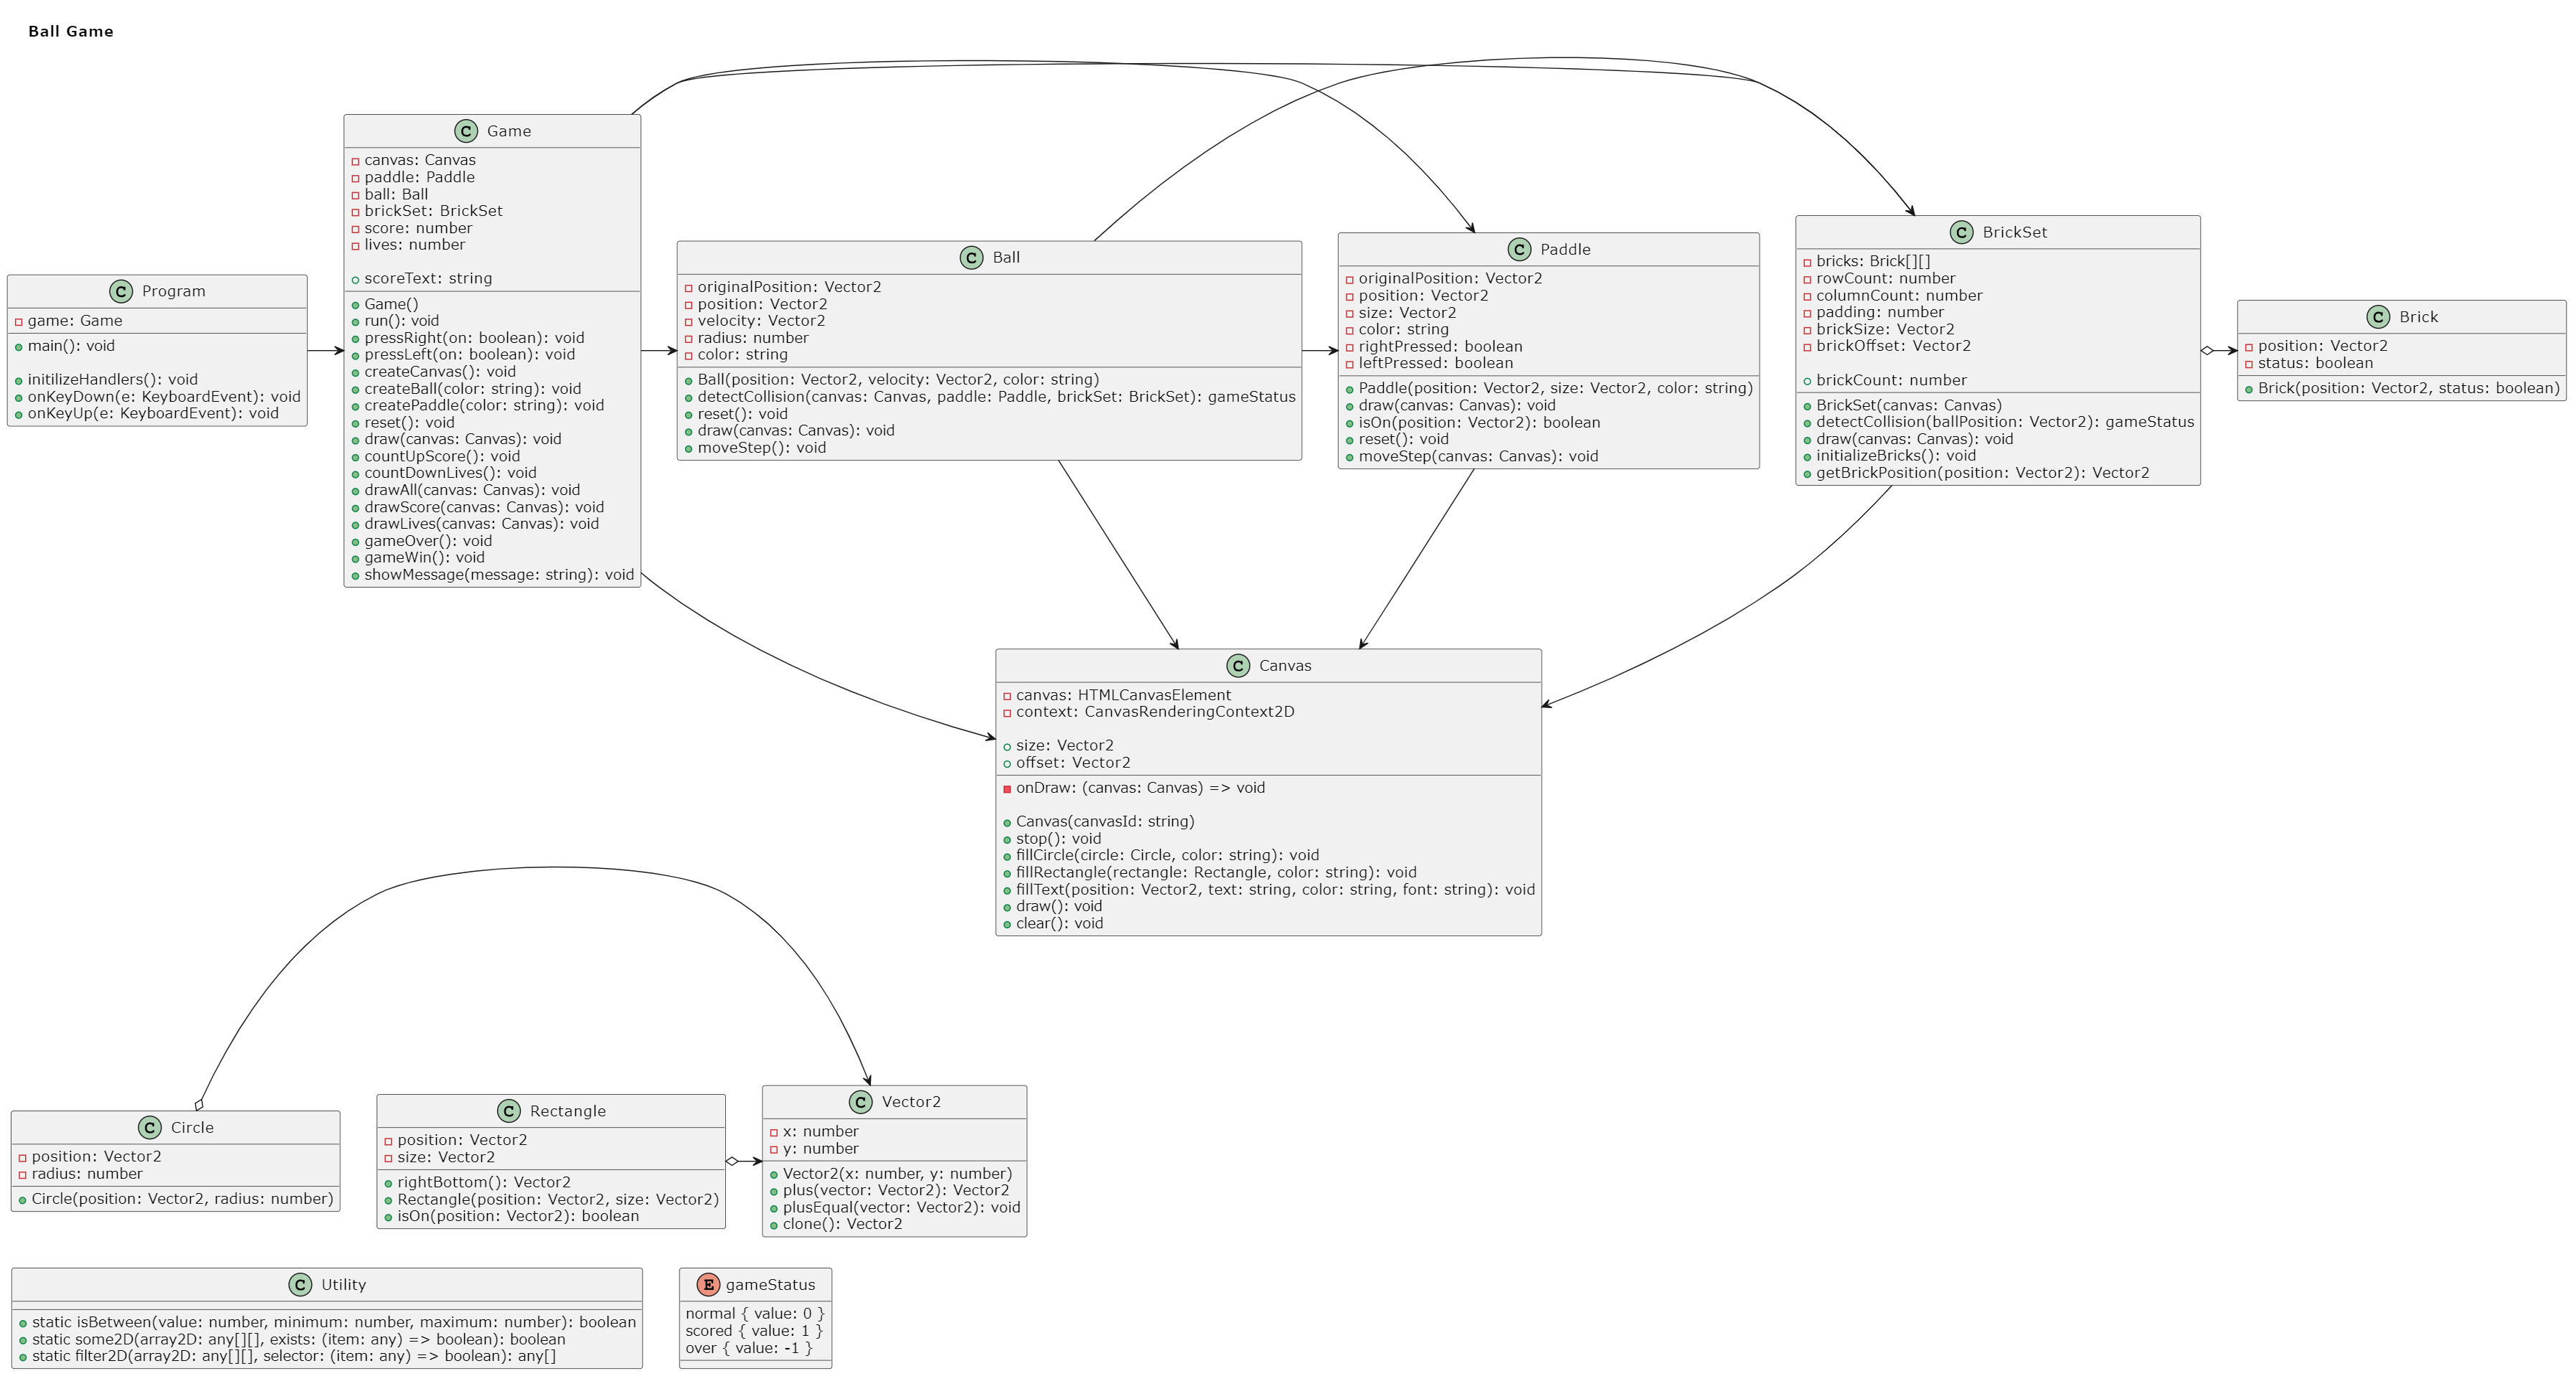 Ball Game
C Program
game: Game
main(): void
initilizeHandlers(): void
onKeyDown(e: KeyboardEvent): void
onKeyUp(e: KeyboardEvent): void
C Game
canvas: Canvas
paddle: Paddle
ball: Ball
brickSet: BrickSet
score: number
lives: number
scoreText: string
Game()
run(): void
pressRight(on: boolean): void
pressLeft(on: boolean): void
createCanvas(): void
createBall(color: string): void
createPaddle(color: string): void
reset(): void
draw(canvas: Canvas): void
countUpScore(): void
countDownLives(): void
drawAll(canvas: Canvas): void
drawScore(canvas: Canvas): void
drawLives(canvas: Canvas): void
gameOver(): void
gameWin(): void
showMessage(message: string): void
C Ball
originalPosition: Vector2
position: Vector2
velocity: Vector2
radius: number
color: string
Ball(position: Vector2, velocity: Vector2, color: string)
detectCollision(canvas: Canvas, paddle: Paddle, brickSet: BrickSet): gameStatus
reset(): void
draw(canvas: Canvas): void
moveStep(): void
C Paddle
originalPosition: Vector2
position: Vector2
size: Vector2
color: string
rightPressed: boolean
leftPressed: boolean
Paddle(position: Vector2, size: Vector2, color: string)
draw(canvas: Canvas): void
isOn(position: Vector2): boolean
reset(): void
moveStep(canvas: Canvas): void
C BrickSet
bricks: Brick[][]
rowCount: number
columnCount: number
padding: number
brickSize: Vector2
brickOffset: Vector2
brickCount: number
BrickSet(canvas: Canvas)
detectCollision(ballPosition: Vector2): gameStatus
draw(canvas: Canvas): void
initializeBricks(): void
getBrickPosition(position: Vector2): Vector2
C Brick
position: Vector2
status: boolean
Brick(position: Vector2, status: boolean)
C Canvas
canvas: HTMLCanvasElement
context: CanvasRenderingContext2D
size: Vector2
offset: Vector2
onDraw: (canvas: Canvas) => void
Canvas(canvasId: string)
stop(): void
fillCircle(circle: Circle, color: string): void
fillRectangle(rectangle: Rectangle, color: string): void
fillText(position: Vector2, text: string, color: string, font: string): void
draw(): void
clear(): void
C Circle
position: Vector2
radius: number
Circle(position: Vector2, radius: number)
C Rectangle
position: Vector2
size: Vector2
rightBottom(): Vector2
Rectangle(position: Vector2, size: Vector2)
isOn(position: Vector2): boolean
C Vector2
x: number
y: number
Vector2(x: number, y: number)
plus(vector: Vector2): Vector2
plusEqual(vector: Vector2): void
clone(): Vector2
C Utility
static isBetween(value: number, minimum: number, maximum: number): boolean
static some2D(array2D: any[][], exists: (item: any) => boolean): boolean
static filter2D(array2D: any[][], selector: (item: any) => boolean): any[]
E gameStatus
normal { value: 0 }
scored { value: 1 }
over { value: -1 }